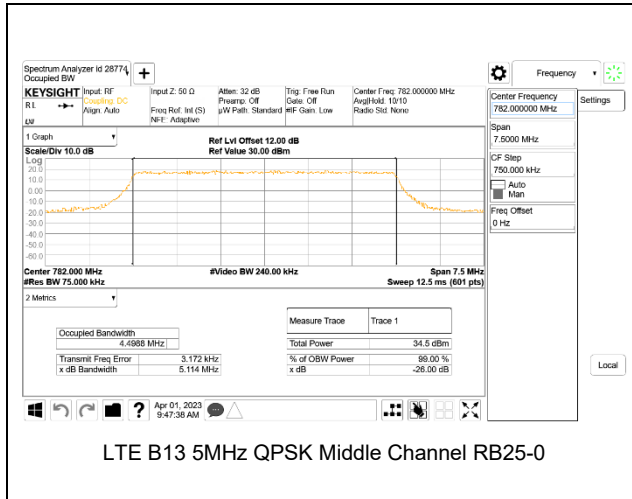 Spectrum Analyzer Id 28774
Occupied BW
KEYSIGHT
RL
Input: RF
Coupling: DC
Align: Auto
Input Z: 50 Ω
Freq Ref: Int (S)
NFE: Adaptive
Atten: 32 dB
Preamp: Off
µW Path: Standard
Trig: Free Run
Gate: Off
#IF Gain: Low
Center Freq: 782.000000 MHz
Avg|Hold: 10/10
Radio Std: None
1 Graph
Scale/Div 10.0 dB
Ref Lvl Offset 12.00 dB
Ref Value 30.00 dBm
Log
20.0
10.0
0.00
-10.0
-20.0
-30.0
-40.0
-50.0
-60.0
Center 782.000 MHz
#Video BW 240.00 kHz
Span 7.5 MHz
#Res BW 75.000 kHz
Sweep 12.5 ms (601 pts)
2 Metrics
Measure Trace
Trace 1
Occupied Bandwidth
4.4988 MHz
Total Power
34.5 dBm
Transmit Freq Error
3.172 kHz
% of OBW Power
99.00 %
x dB Bandwidth
5.114 MHz
x dB
-26.00 dB
Apr 01, 2023
9:47:38 AM
Frequency
Center Frequency
782.000000 MHz
Settings
Span
7.5000 MHz
CF Step
750.000 kHz
Auto
Man
Freq Offset
0 Hz
Local
LTE B13 5MHz QPSK Middle Channel RB25-0